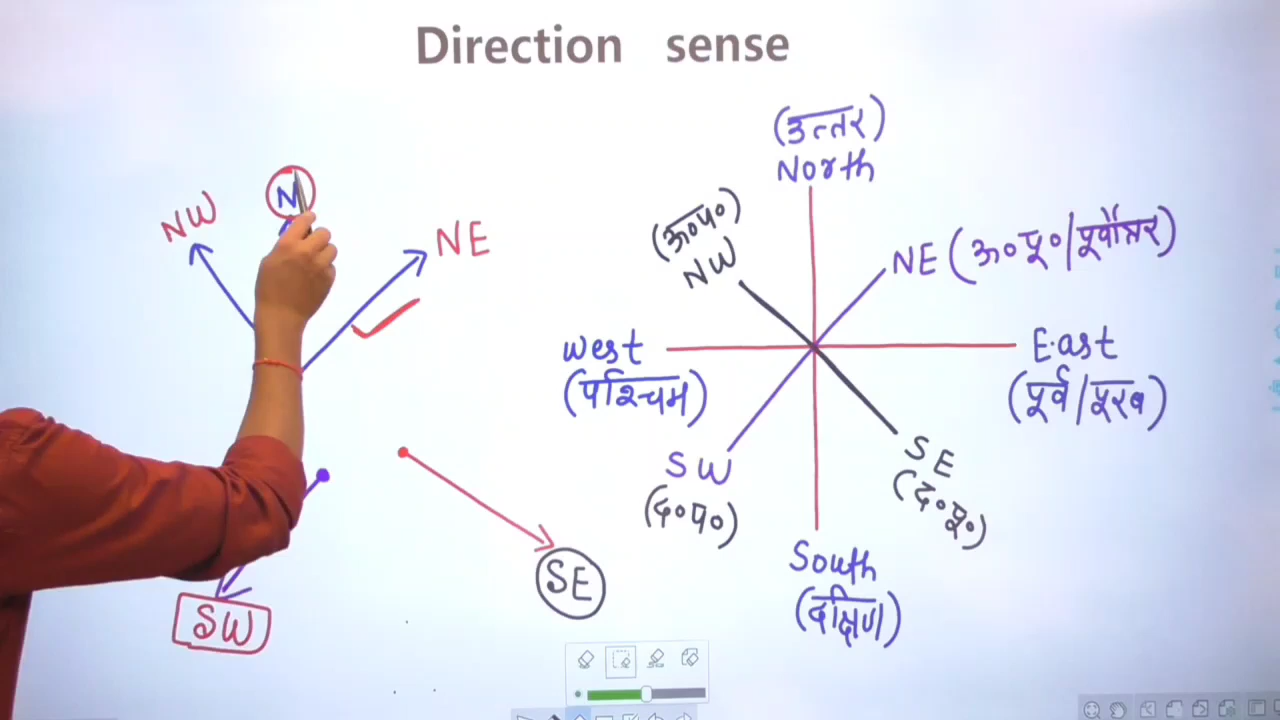 Direction sense
NW
N
NE
SW
SE
(उत्तर)
North
(उ०प०)
NW
NE (उ०पू०/पूर्वोत्तर)
West
(पश्चिम)
East
(पूर्व/पूरब)
SW
(द०प०)
SE
(द०पू०)
South
(दक्षिण)